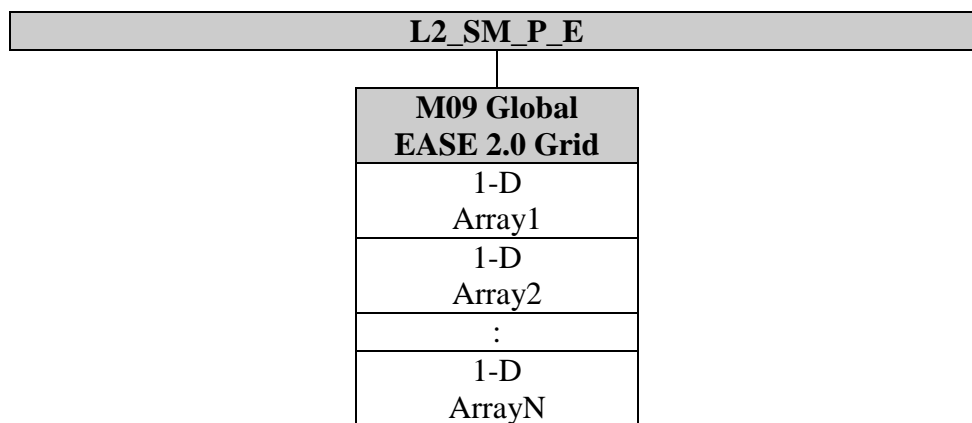 L2_SM_P_E
M09 Global
EASE 2.0 Grid
1-D
Array1
1-D
Array2
:
1-D
ArrayN